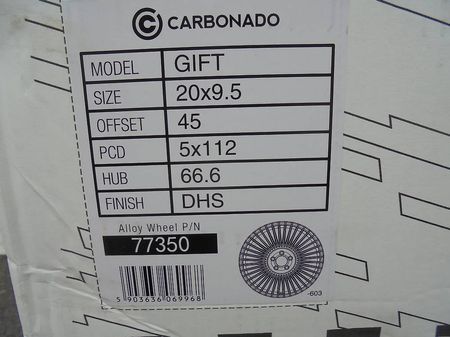 CARBONADO
MODEL GIFT
SIZE 20x9.5
OFFSET 45
PCD 5x112
HUB 66.6
FINISH DHS
Alloy Wheel P/N
77350
5 903636 069968
-603